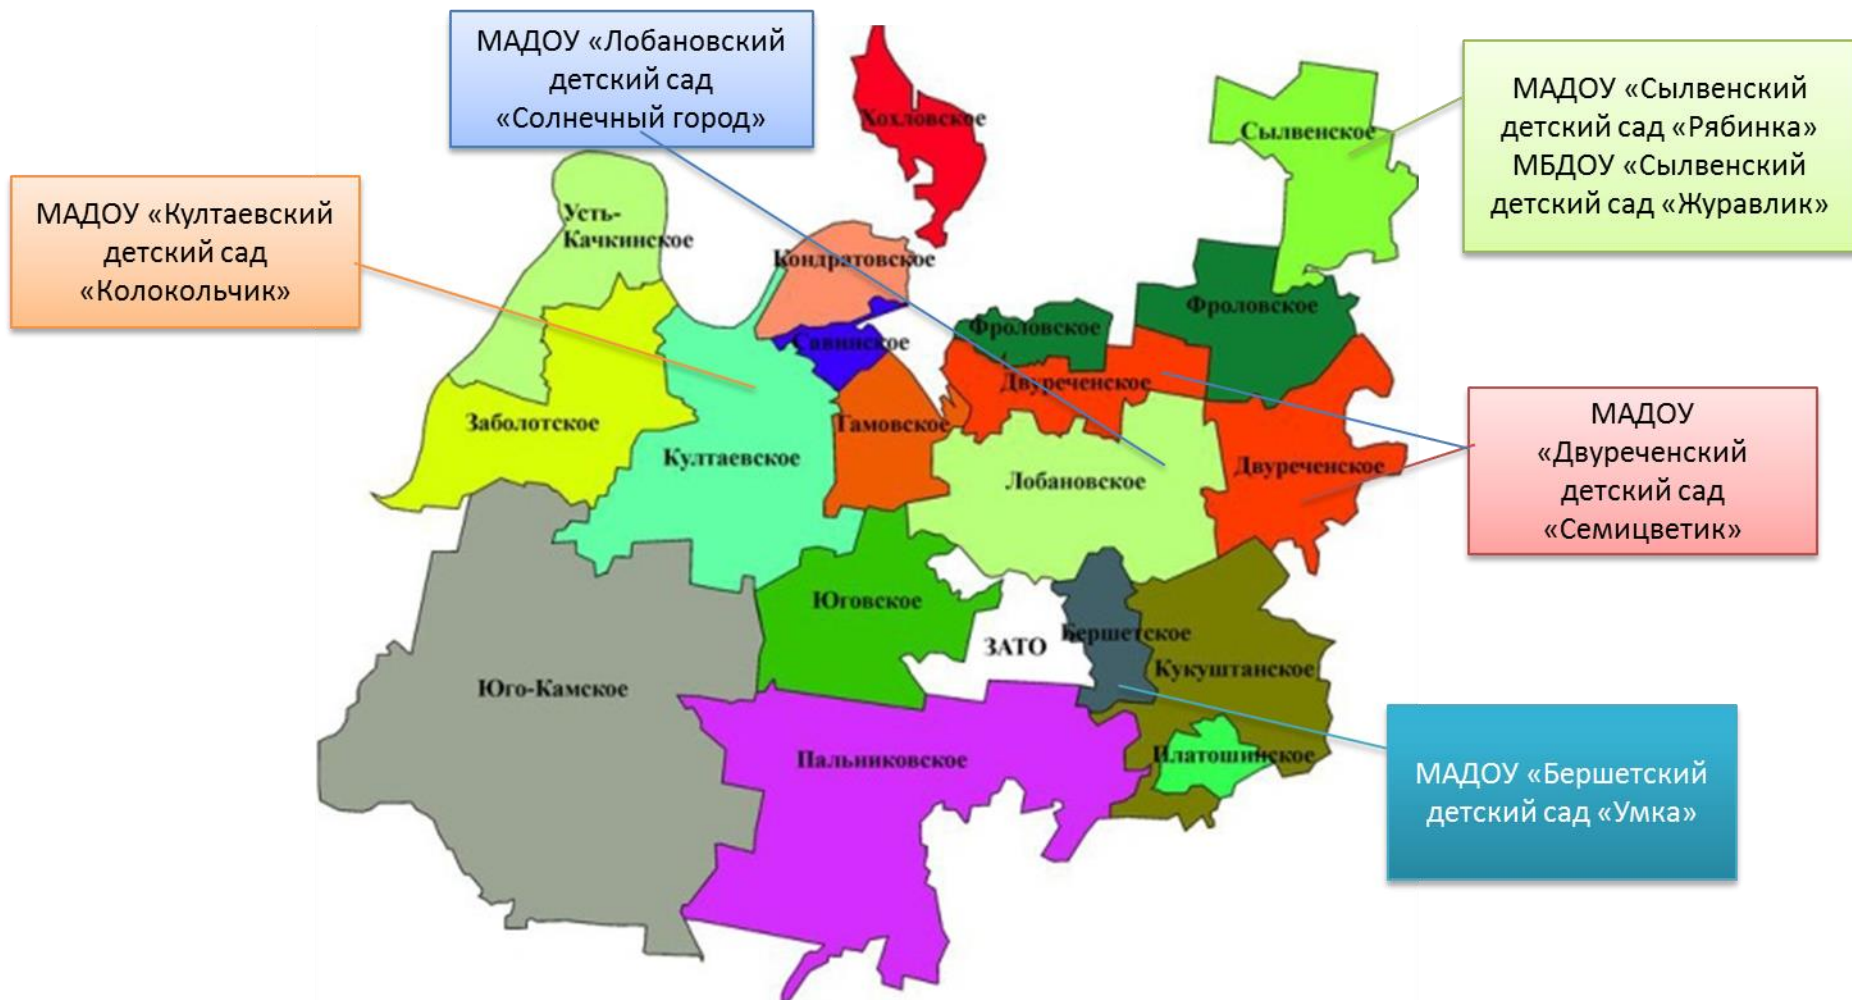 МАДОУ «Лобановский
детский сад
«Солнечный город»
МАДОУ «Сылвенский
детский сад «Рябинка»
МБДОУ «Сылвенский
детский сад «Журавлик»
МАДОУ «Култаевский
детский сад
«Колокольчик»
Хохловское
Сылвенское
Усть-
Качкинское
Кондратовское
Фроловское
Фроловское
Савинское
Двуреченское
Заболотское
Гамовское
Култаевское
Лобановское
Двуреченское
МАДОУ
«Двуреченский
детский сад
«Семицветик»
Юговское
ЗАТО
Бершетское
Кукуштанское
Юго-Камское
Пальниковское
Платошинское
МАДОУ «Бершетский
детский сад «Умка»